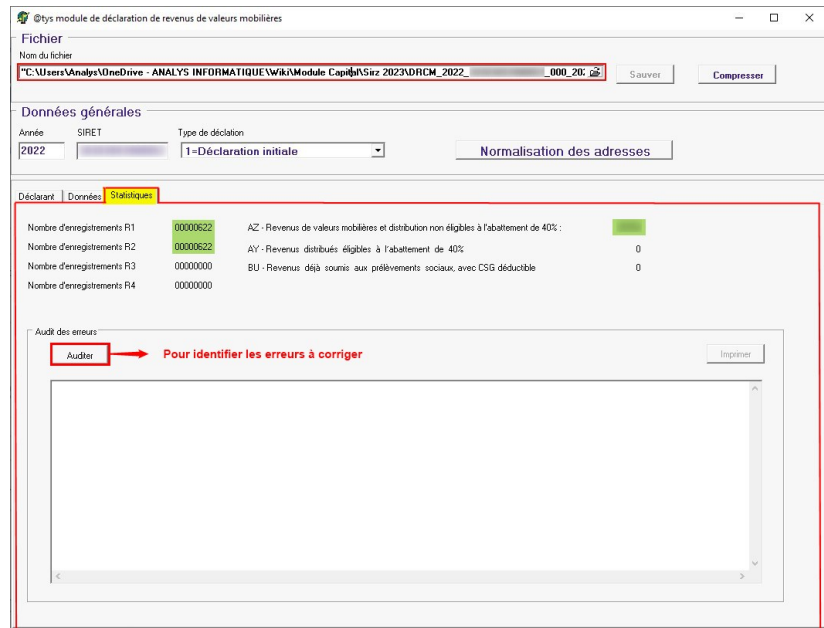 @tys module de déclaration de revenus de valeurs mobilières
Fichier
Nom du fichier
"C:\Users\Analys\OneDrive - ANALYS INFORMATIQUE\Wiki\Module Capital\Sirz 2023\DRCM_2022_ _000_202
Sauver
Compresser
Données générales
Année SIRET Type de déclation
2022 1=Déclaration initiale Normalisation des adresses
Déclarant Données Statistiques
Nombre d'enregistrements R1 00000622 AZ - Revenus de valeurs mobilières et distribution non éligibles à l'abattement de 40% :
Nombre d'enregistrements R2 00000622 AY - Revenus distribués éligibles à l'abattement de 40% 0
Nombre d'enregistrements R3 00000000 BU - Revenus déjà soumis aux prélèvements sociaux, avec CSG déductible 0
Nombre d'enregistrements R4 00000000
Audit des erreurs
Auditer Pour identifier les erreurs à corriger Imprimer